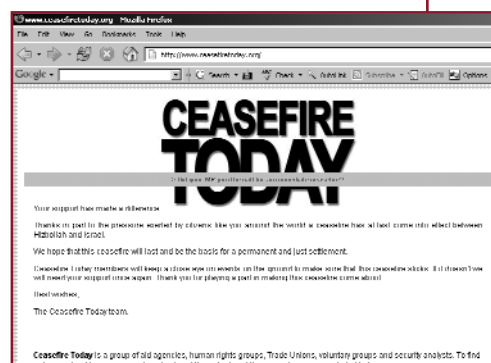 www.ceasefiretoday.org - Mozilla Firefox
File Edit View Go Bookmarks Tools Help
http://www.ceasefiretoday.org/
Google Search Check AutoLink Subscribe AutoFill Options
CEASEFIRE
TODAY
Your support has made a difference
Thanks in part to the pressure exerted by citizens like you around the world a ceasefire has at last come into effect between
Hizbollah and Israel.
We hope that this ceasefire will last and be the basis for a permanent and just settlement.
Ceasefire Today members will keep a close eye on events on the ground to make sure that this ceasefire sticks. If it doesn't we
will need your support once again. Thank you for playing a part in making this ceasefire come about.
Best wishes,
The Ceasefire Today team.
Ceasefire Today is a group of aid agencies, human rights groups, Trade Unions, voluntary groups and security analysts. To find